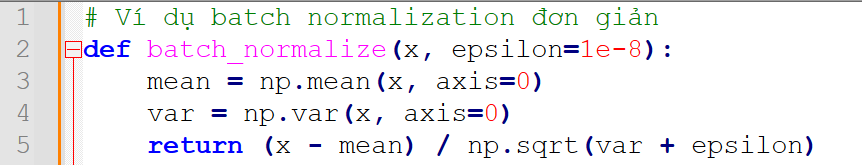 1 # Ví dụ batch normalization đơn giản
2 def batch_normalize(x, epsilon=1e-8):
3     mean = np.mean(x, axis=0)
4     var = np.var(x, axis=0)
5     return (x - mean) / np.sqrt(var + epsilon)